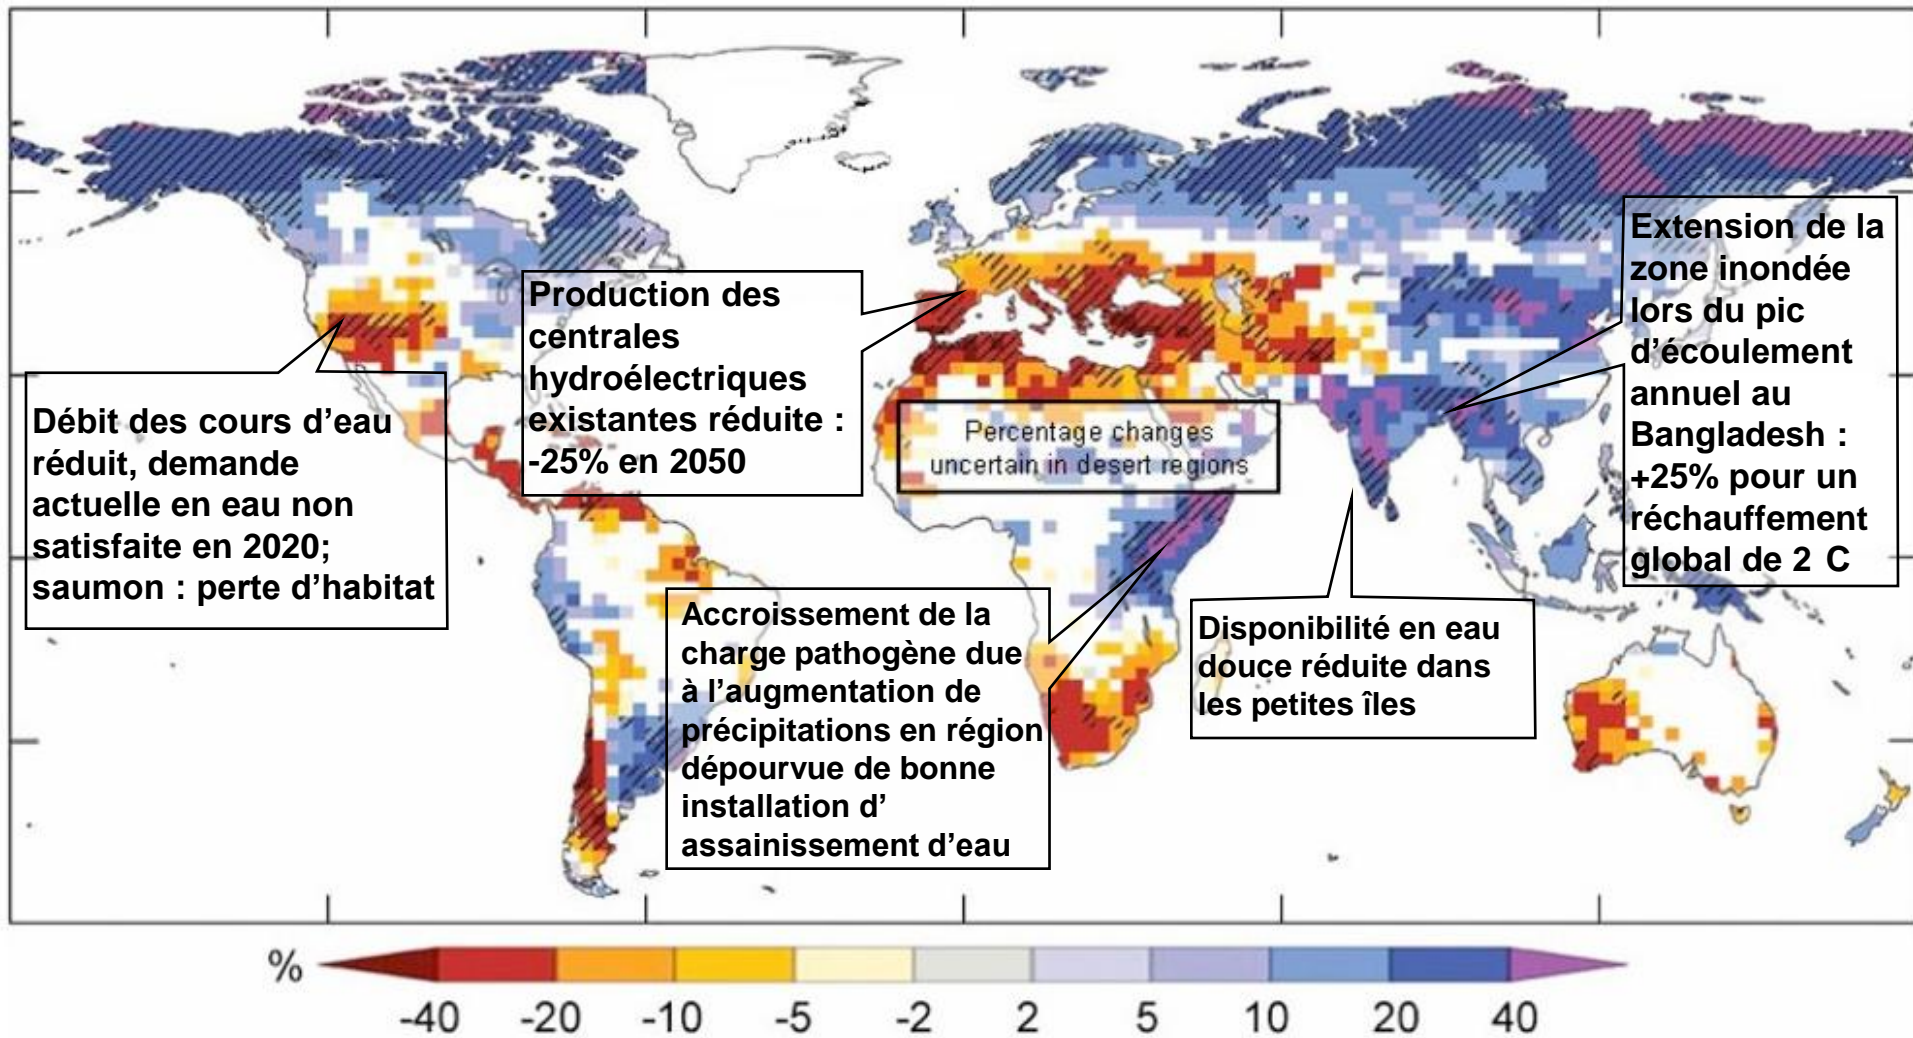 Débit des cours d’eau
réduit, demande
actuelle en eau non
satisfaite en 2020;
saumon : perte d’habitat
Production des
centrales
hydroélectriques
existantes réduite :
-25% en 2050
Percentage changes
uncertain in desert regions
Extension de la
zone inondée
lors du pic
d’écoulement
annuel au
Bangladesh :
+25% pour un
réchauffement
global de 2 C
Accroissement de la
charge pathogène due
à l’augmentation de
précipitations en région
dépourvue de bonne
installation d’
assainissement d’eau
Disponibilité en eau
douce réduite dans
les petites îles
%
-40 -20 -10 -5 -2 2 5 10 20 40